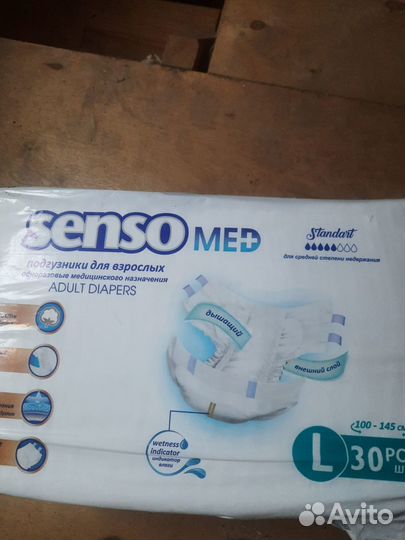 senso MED
подгузники для взрослых
одноразовые медицинского назначения
ADULT DIAPERS
Standart
для средней степени недержания
дышащий
внешний слой
wetness
indicator
индикатор
влаги
100 - 145 см
L 30
Avito